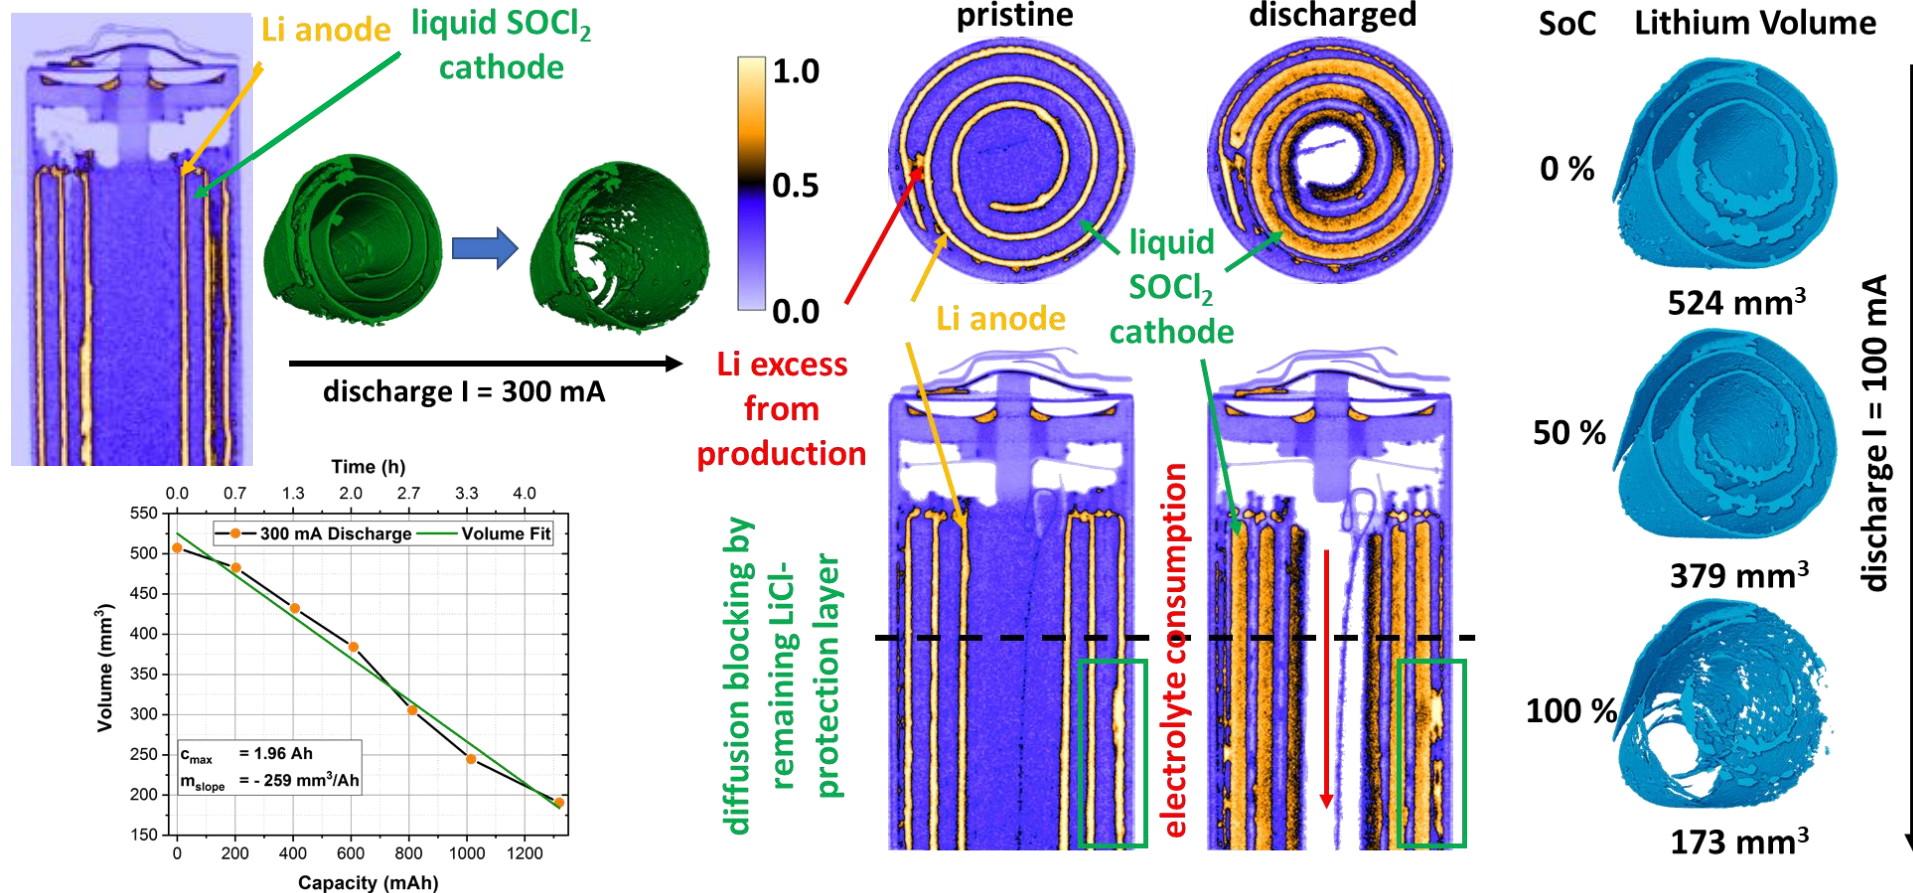 Li anode
liquid SOCl₂
cathode
discharge I = 300 mA
1.0
0.5
0.0
pristine
discharged
Li excess
from
production
Li anode
liquid
SOCl₂
cathode
diffusion blocking by
remaining LiCl-
protection layer
electrolyte consumption
SoC
Lithium Volume
0 %
524 mm³
50 %
379 mm³
100 %
173 mm³
discharge I = 100 mA
Time (h)
0.0 0.7 1.3 2.0 2.7 3.3 4.0
550
500
450
400
350
300
250
200
150
Volume (mm³)
300 mA Discharge
Volume Fit
cmax = 1.96 Ah
mslope = - 259 mm³/Ah
0 200 400 600 800 1000 1200
Capacity (mAh)